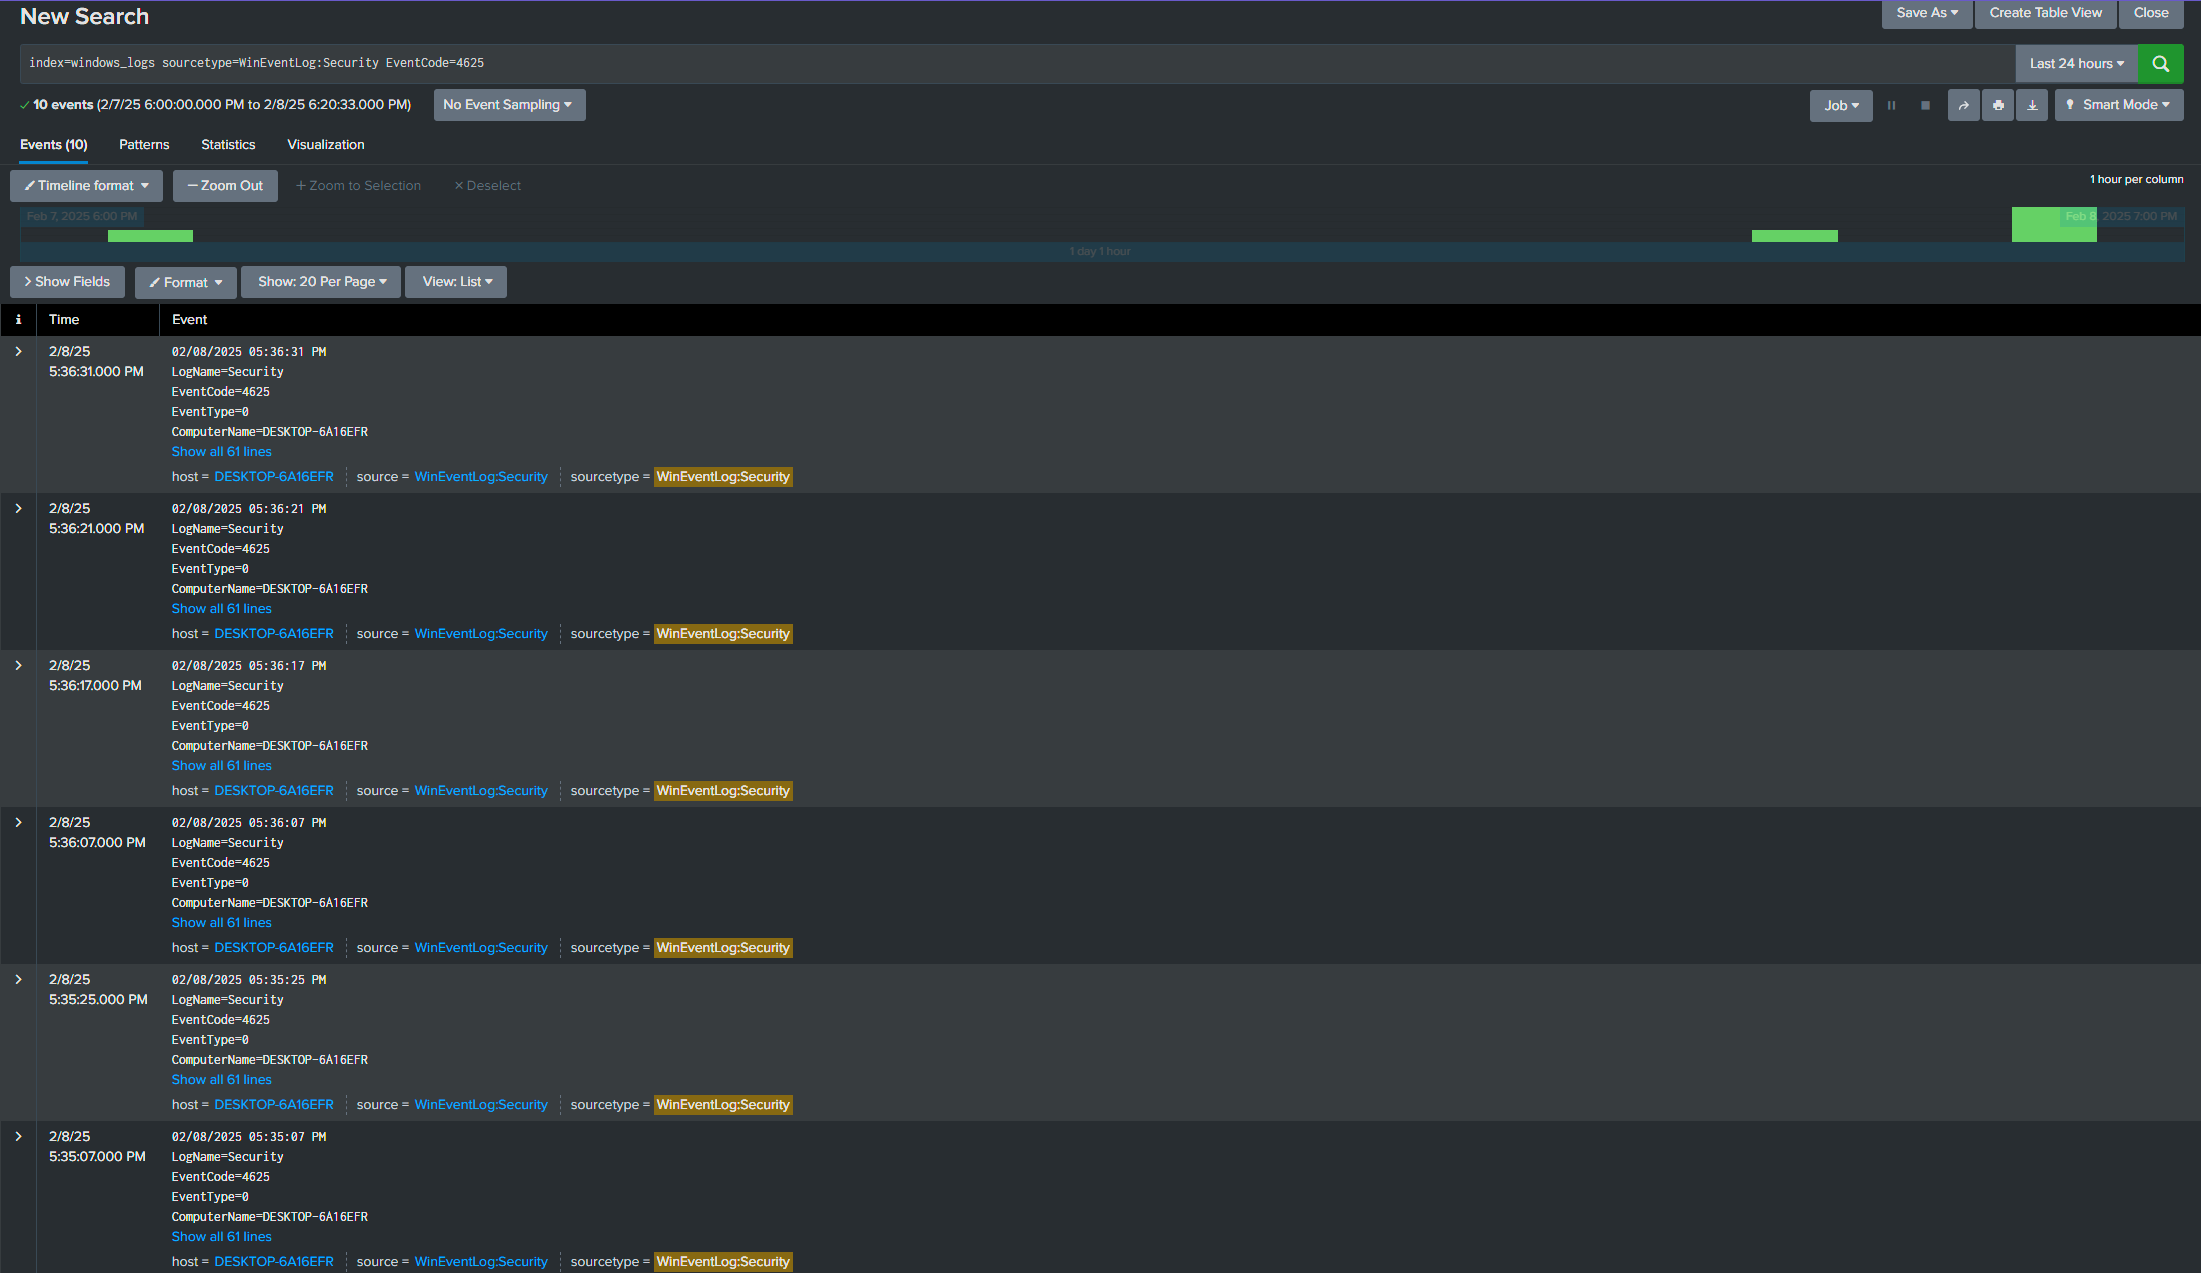 New Search
Save As
Create Table View
Close
index=windows_logs sourcetype=WinEventLog:Security EventCode=4625
Last 24 hours
10 events (2/7/25 6:00:00.000 PM to 2/8/25 6:20:33.000 PM)
No Event Sampling
Job
Smart Mode
Events (10)
Patterns
Statistics
Visualization
Timeline format
— Zoom Out
+ Zoom to Selection
× Deselect
1 hour per column
Feb 7, 2025 6:00 PM
Feb 8, 2025 7:00 PM
1 day 1 hour
> Show Fields
Format
Show: 20 Per Page
View: List
i
Time
Event
2/8/25
5:36:31.000 PM
02/08/2025 05:36:31 PM
LogName=Security
EventCode=4625
EventType=0
ComputerName=DESKTOP-6A16EFR
Show all 61 lines
host = DESKTOP-6A16EFR source = WinEventLog:Security sourcetype = WinEventLog:Security
2/8/25
5:36:21.000 PM
02/08/2025 05:36:21 PM
LogName=Security
EventCode=4625
EventType=0
ComputerName=DESKTOP-6A16EFR
Show all 61 lines
host = DESKTOP-6A16EFR source = WinEventLog:Security sourcetype = WinEventLog:Security
2/8/25
5:36:17.000 PM
02/08/2025 05:36:17 PM
LogName=Security
EventCode=4625
EventType=0
ComputerName=DESKTOP-6A16EFR
Show all 61 lines
host = DESKTOP-6A16EFR source = WinEventLog:Security sourcetype = WinEventLog:Security
2/8/25
5:36:07.000 PM
02/08/2025 05:36:07 PM
LogName=Security
EventCode=4625
EventType=0
ComputerName=DESKTOP-6A16EFR
Show all 61 lines
host = DESKTOP-6A16EFR source = WinEventLog:Security sourcetype = WinEventLog:Security
2/8/25
5:35:25.000 PM
02/08/2025 05:35:25 PM
LogName=Security
EventCode=4625
EventType=0
ComputerName=DESKTOP-6A16EFR
Show all 61 lines
host = DESKTOP-6A16EFR source = WinEventLog:Security sourcetype = WinEventLog:Security
2/8/25
5:35:07.000 PM
02/08/2025 05:35:07 PM
LogName=Security
EventCode=4625
EventType=0
ComputerName=DESKTOP-6A16EFR
Show all 61 lines
host = DESKTOP-6A16EFR source = WinEventLog:Security sourcetype = WinEventLog:Security